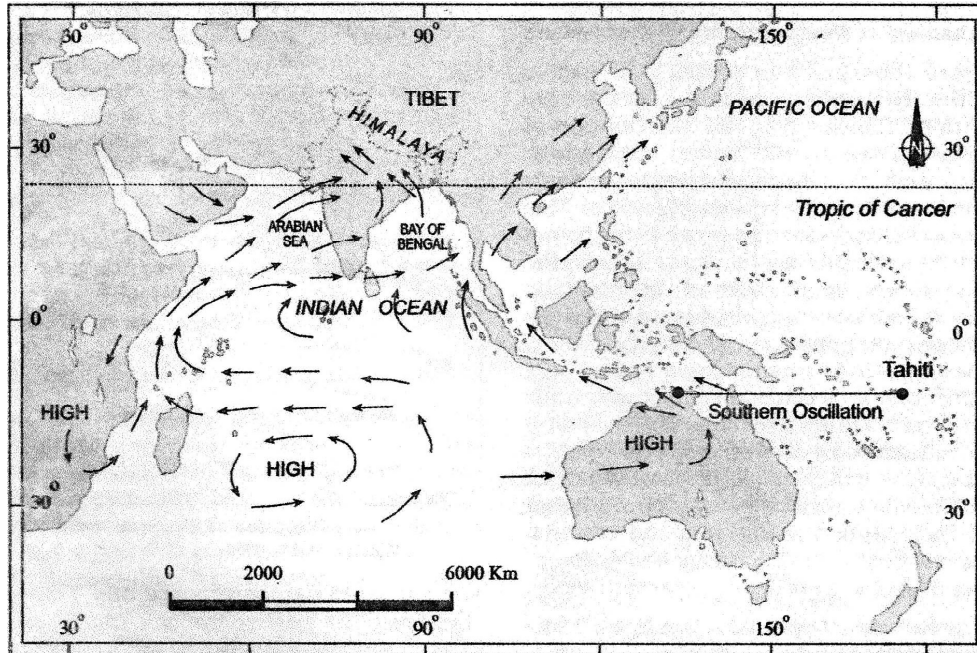 30° 90° 150°
TIBET
HIMALAYA
PACIFIC OCEAN
N
30° 30°
Tropic of Cancer
ARABIAN
SEA
BAY OF
BENGAL
INDIAN OCEAN
0° 0°
Tahiti
HIGH
Southern Oscillation
HIGH
HIGH
30° 30°
0 2000 6000 Km
30° 90° 150°